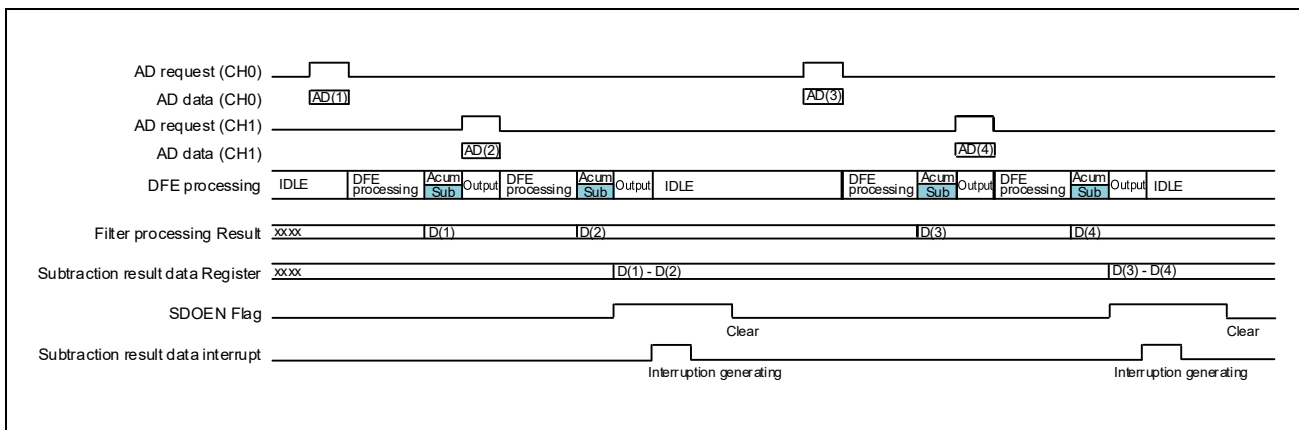 AD request (CH0)
AD data (CH0) AD(1) AD(3)
AD request (CH1)
AD data (CH1) AD(2) AD(4)
DFE processing IDLE DFE processing Acum Sub Output DFE processing Acum Sub Output IDLE DFE processing Acum Sub Output DFE processing Acum Sub Output IDLE
Filter processing Result xxxx D(1) D(2) D(3) D(4)
Subtraction result data Register xxxx D(1) - D(2) D(3) - D(4)
SDOEN Flag
Clear Clear
Subtraction result data interrupt
Interruption generating Interruption generating